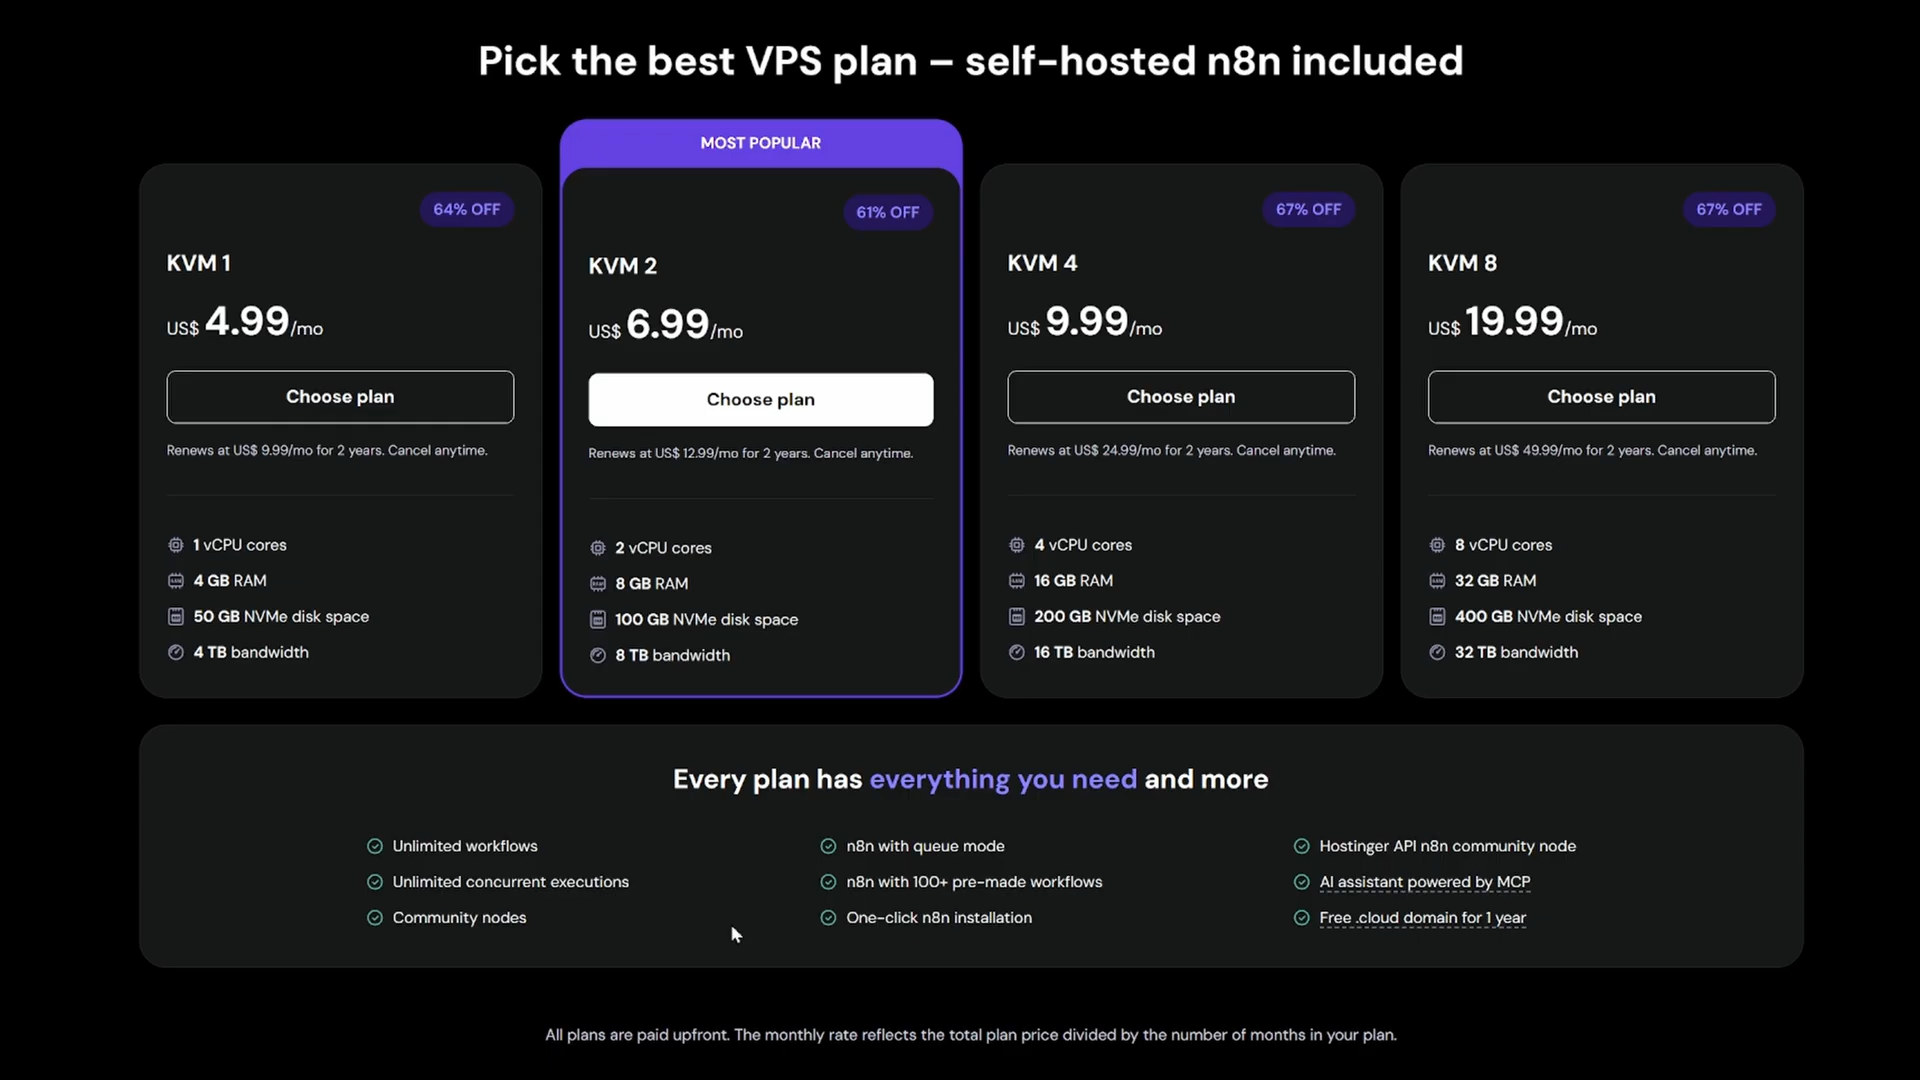 Pick the best VPS plan – self-hosted n8n included
64% OFF
KVM 1
US$ 4.99/mo
Choose plan
Renews at US$ 9.99/mo for 2 years. Cancel anytime.
1 vCPU cores
4 GB RAM
50 GB NVMe disk space
4 TB bandwidth
MOST POPULAR
61% OFF
KVM 2
US$ 6.99/mo
Choose plan
Renews at US$ 12.99/mo for 2 years. Cancel anytime.
2 vCPU cores
8 GB RAM
100 GB NVMe disk space
8 TB bandwidth
67% OFF
KVM 4
US$ 9.99/mo
Choose plan
Renews at US$ 24.99/mo for 2 years. Cancel anytime.
4 vCPU cores
16 GB RAM
200 GB NVMe disk space
16 TB bandwidth
67% OFF
KVM 8
US$ 19.99/mo
Choose plan
Renews at US$ 49.99/mo for 2 years. Cancel anytime.
8 vCPU cores
32 GB RAM
400 GB NVMe disk space
32 TB bandwidth
Every plan has everything you need and more
Unlimited workflows
Unlimited concurrent executions
Community nodes
n8n with queue mode
n8n with 100+ pre-made workflows
One-click n8n installation
Hostinger API n8n community node
AI assistant powered by MCP
Free .cloud domain for 1 year
All plans are paid upfront. The monthly rate reflects the total plan price divided by the number of months in your plan.